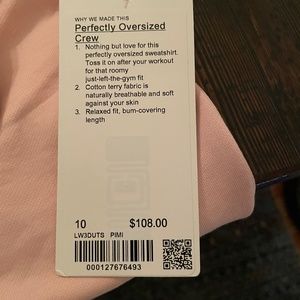 WHY WE MADE THIS
Perfectly Oversized
Crew
1. Nothing but love for this
perfectly oversized sweatshirt.
Toss it on after your workout
for that roomy
just-left-the-gym fit
2. Cotton terry fabric is
naturally breathable and soft
against your skin
3. Relaxed fit, bum-covering
length
10 $108.00
LW3DUTS PIMI
000127676493